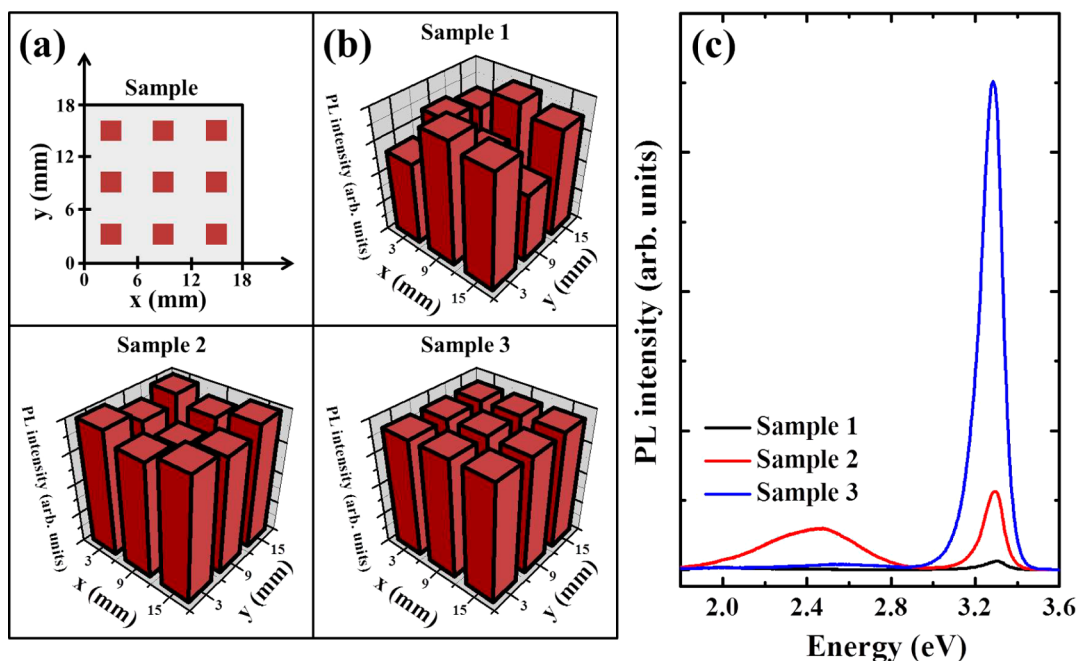 (a)
Sample
18
12
6
0
y (mm)
0 6 12 18
x (mm)
(b)
Sample 1
PL intensity (arb. units)
3
9
15
x (mm)
3
9
15
y (mm)
Sample 2
PL intensity (arb. units)
3
9
15
x (mm)
3
9
15
y (mm)
Sample 3
PL intensity (arb. units)
3
9
15
x (mm)
3
9
15
y (mm)
(c)
PL intensity (arb. units)
Sample 1
Sample 2
Sample 3
2.0 2.4 2.8 3.2 3.6
Energy (eV)